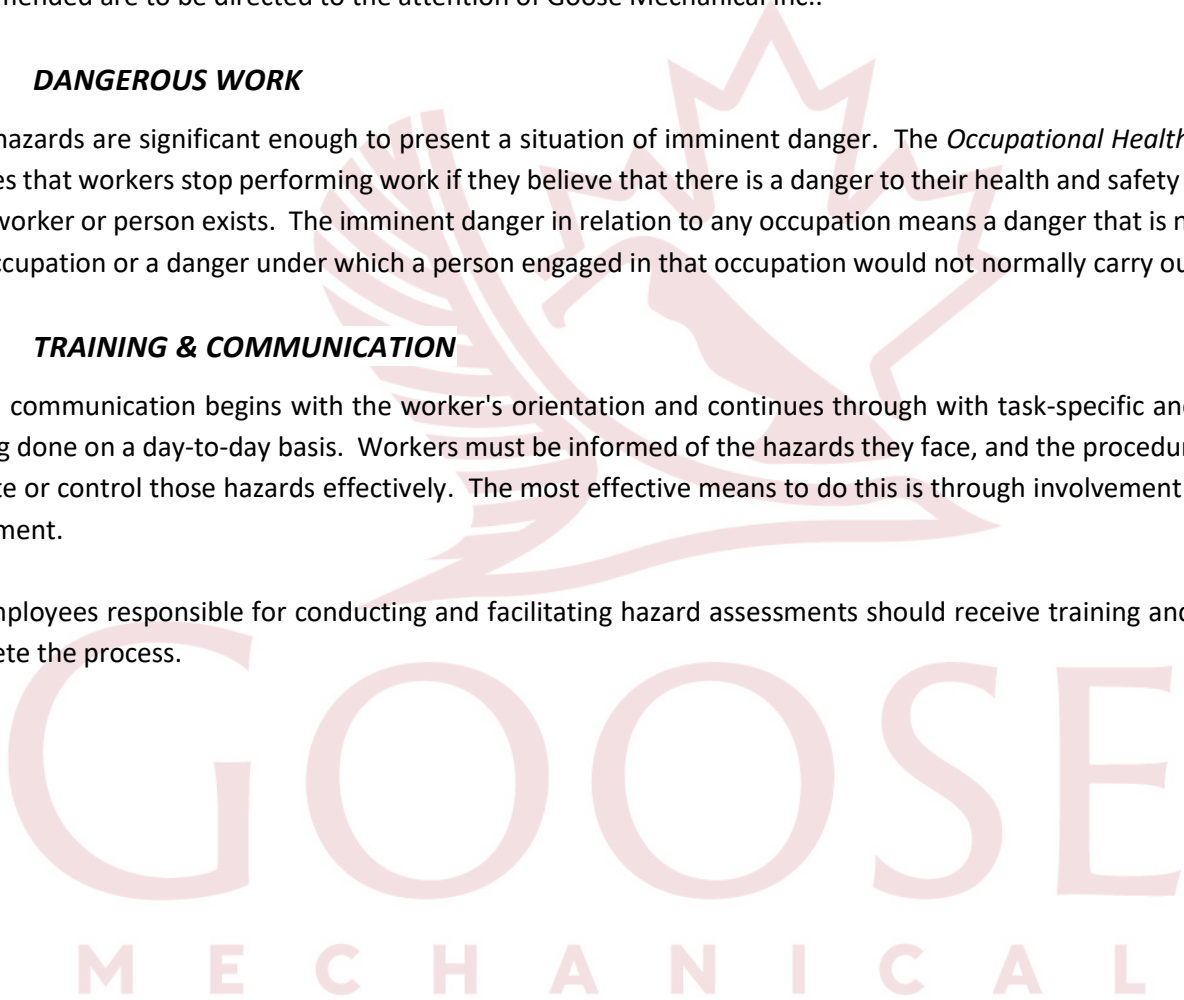 are to be directed to the attention of Goose Mechanical Inc..
DANGEROUS WORK
hazards are significant enough to present a situation of imminent danger. The Occupational Health
es that workers stop performing work if they believe that there is a danger to their health and safety
worker or person exists. The imminent danger in relation to any occupation means a danger that is n
ccupation or a danger under which a person engaged in that occupation would not normally carry ou
TRAINING & COMMUNICATION
communication begins with the worker's orientation and continues through with task-specific and
g done on a day-to-day basis. Workers must be informed of the hazards they face, and the procedur
te or control those hazards effectively. The most effective means to do this is through involvement
ment.
mployees responsible for conducting and facilitating hazard assessments should receive training and
ete the process.
GOOSE
MECHANICAL